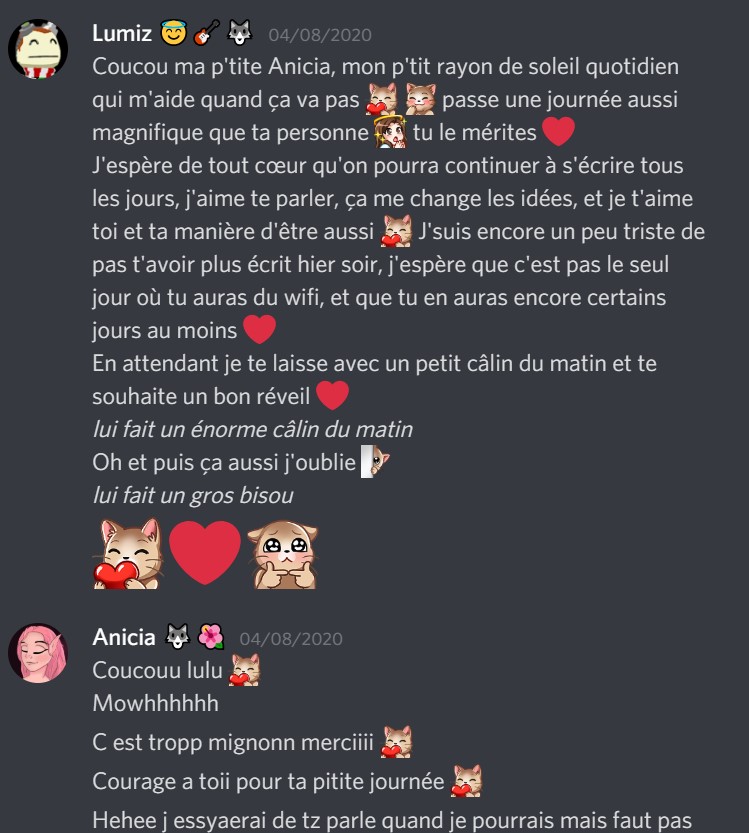 Lumiz 😇 🎸 🐺 04/08/2020
Coucou ma p'tite Anicia, mon p'tit rayon de soleil quotidien
qui m'aide quand ça va pas passe une journée aussi
magnifique que ta personne tu le mérites ❤️
J'espère de tout cœur qu'on pourra continuer à s'écrire tous
les jours, j'aime te parler, ça me change les idées, et je t'aime
toi et ta manière d'être aussi J'suis encore un peu triste de
pas t'avoir plus écrit hier soir, j'espère que c'est pas le seul
jour où tu auras du wifi, et que tu en auras encore certains
jours au moins ❤️
En attendant je te laisse avec un petit câlin du matin et te
souhaite un bon réveil ❤️
lui fait un énorme câlin du matin
Oh et puis ça aussi j'oublie
lui fait un gros bisou
❤️
Anicia 🐺 🌺 04/08/2020
Coucouu lulu
Mowhhhhhh
C est tropp mignonn merciiii
Courage a toii pour ta pitite journée
Hehee j essyaerai de tz parle quand je pourrais mais faut pas